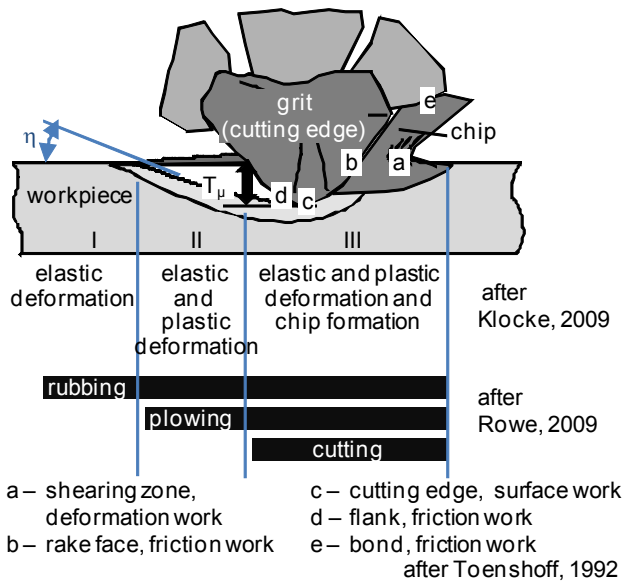 grit
(cutting edge)
e
chip
η
b
a
workpiece
Tμ
d
c
I
II
III
elastic
deformation
elastic
and
plastic
deformation
elastic and plastic
deformation and
chip formation
after
Klocke, 2009
rubbing
plowing
cutting
after
Rowe, 2009
a – shearing zone,
deformation work
b – rake face, friction work
c – cutting edge, surface work
d – flank, friction work
e – bond, friction work
after Toenshoff, 1992